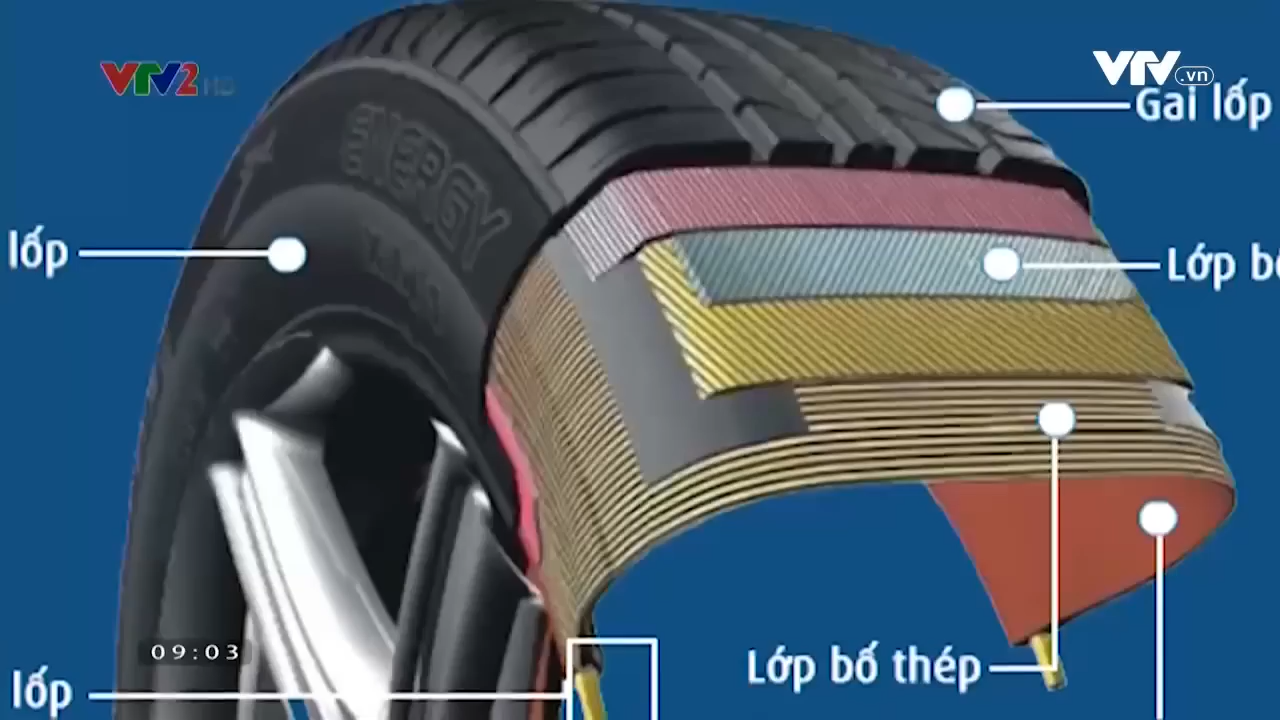 VTV2 HD
VTV.vn
Gai lốp
ENERGY
lốp
Lớp bố
09:03
Lớp bố thép
lốp